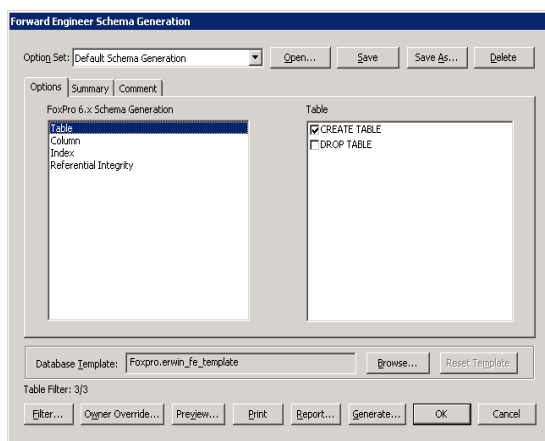 Forward Engineer Schema Generation
Option Set: Default Schema Generation Open... Save Save As... Delete
Options Summary Comment
FoxPro 6.x Schema Generation Table
Table CREATE TABLE
Column DROP TABLE
Index
Referential Integrity
Database Template: Foxpro.erwin_fe_template Browse... Reset Template
Table Filter: 3/3
Filter... Owner Override... Preview... Print Report... Generate... OK Cancel